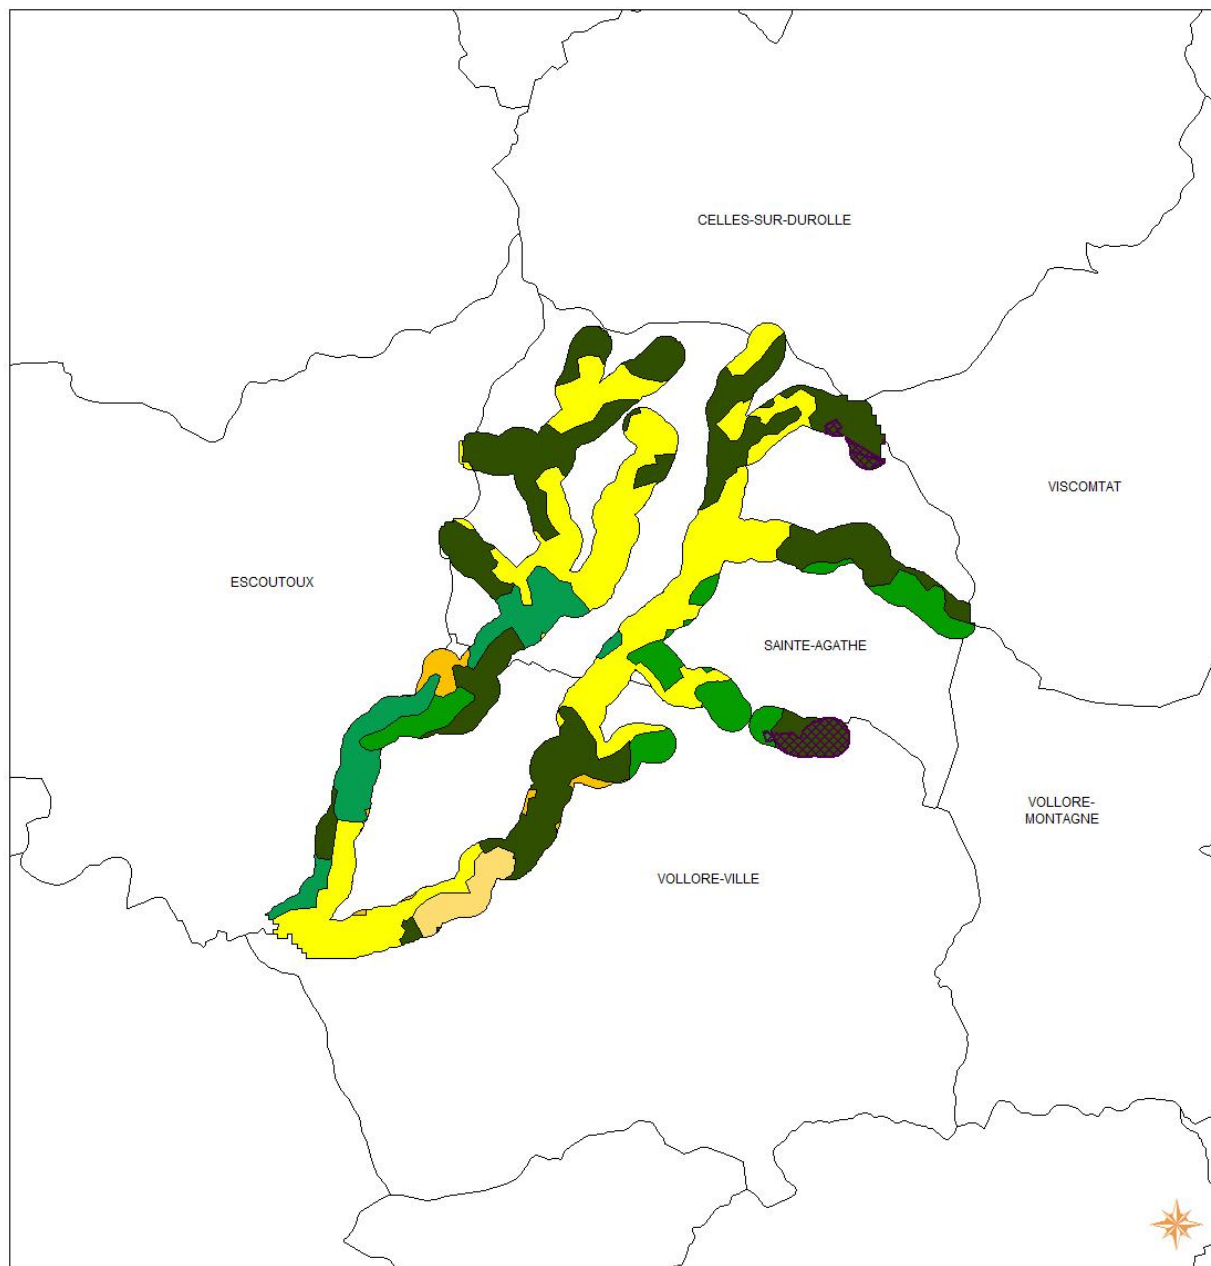 CELLES-SUR-DUROLLE
VISCOMTAT
ESCOUTOUX
SAINTE-AGATHE
VOLLORE-
MONTAGNE
VOLLORE-VILLE